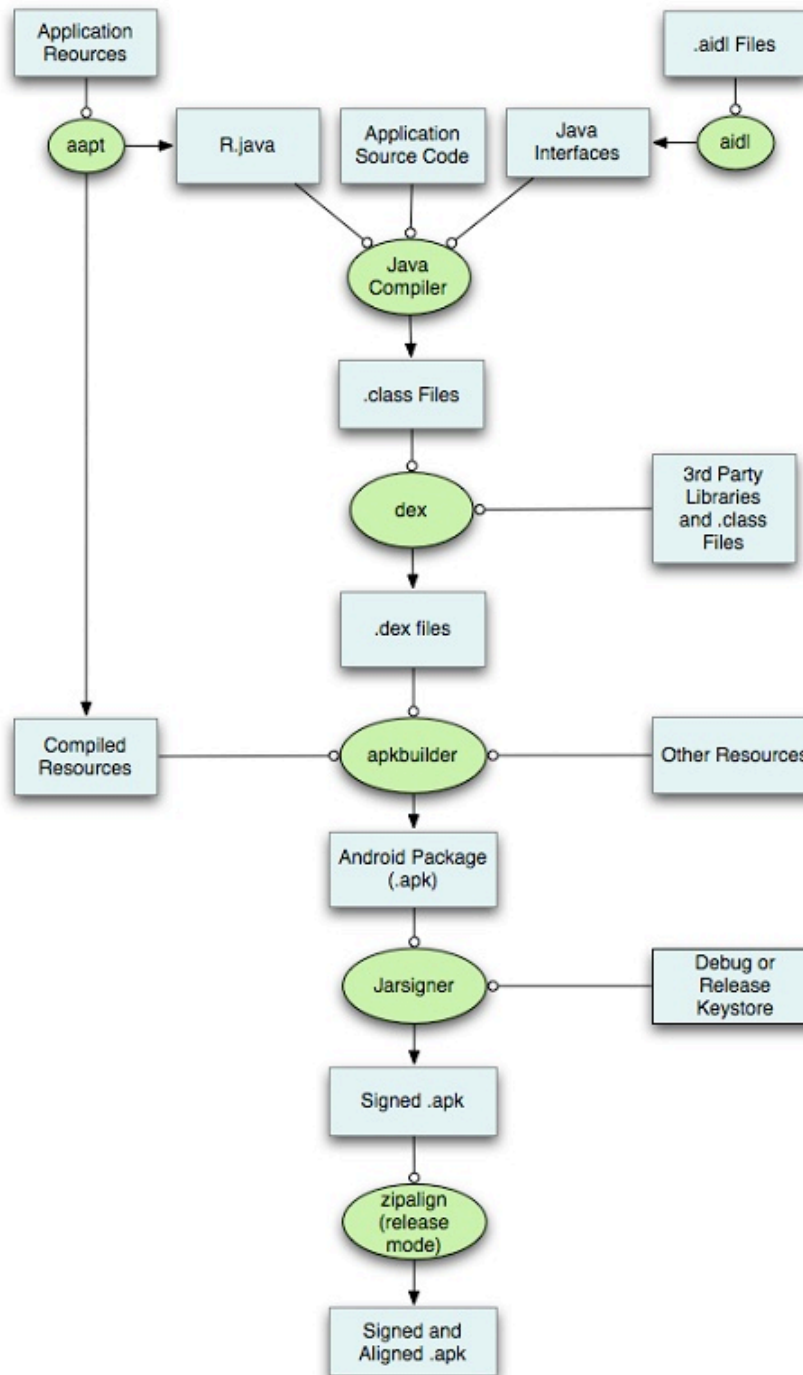 Application
Reources
.aidl Files
aapt
R.java
Application
Source Code
Java
Interfaces
aidl
Java
Compiler
.class Files
dex
3rd Party
Libraries
and .class
Files
.dex files
Compiled
Resources
apkbuilder
Other Resources
Android Package
(.apk)
Jarsigner
Debug or
Release
Keystore
Signed .apk
zipalign
(release
mode)
Signed and
Aligned .apk